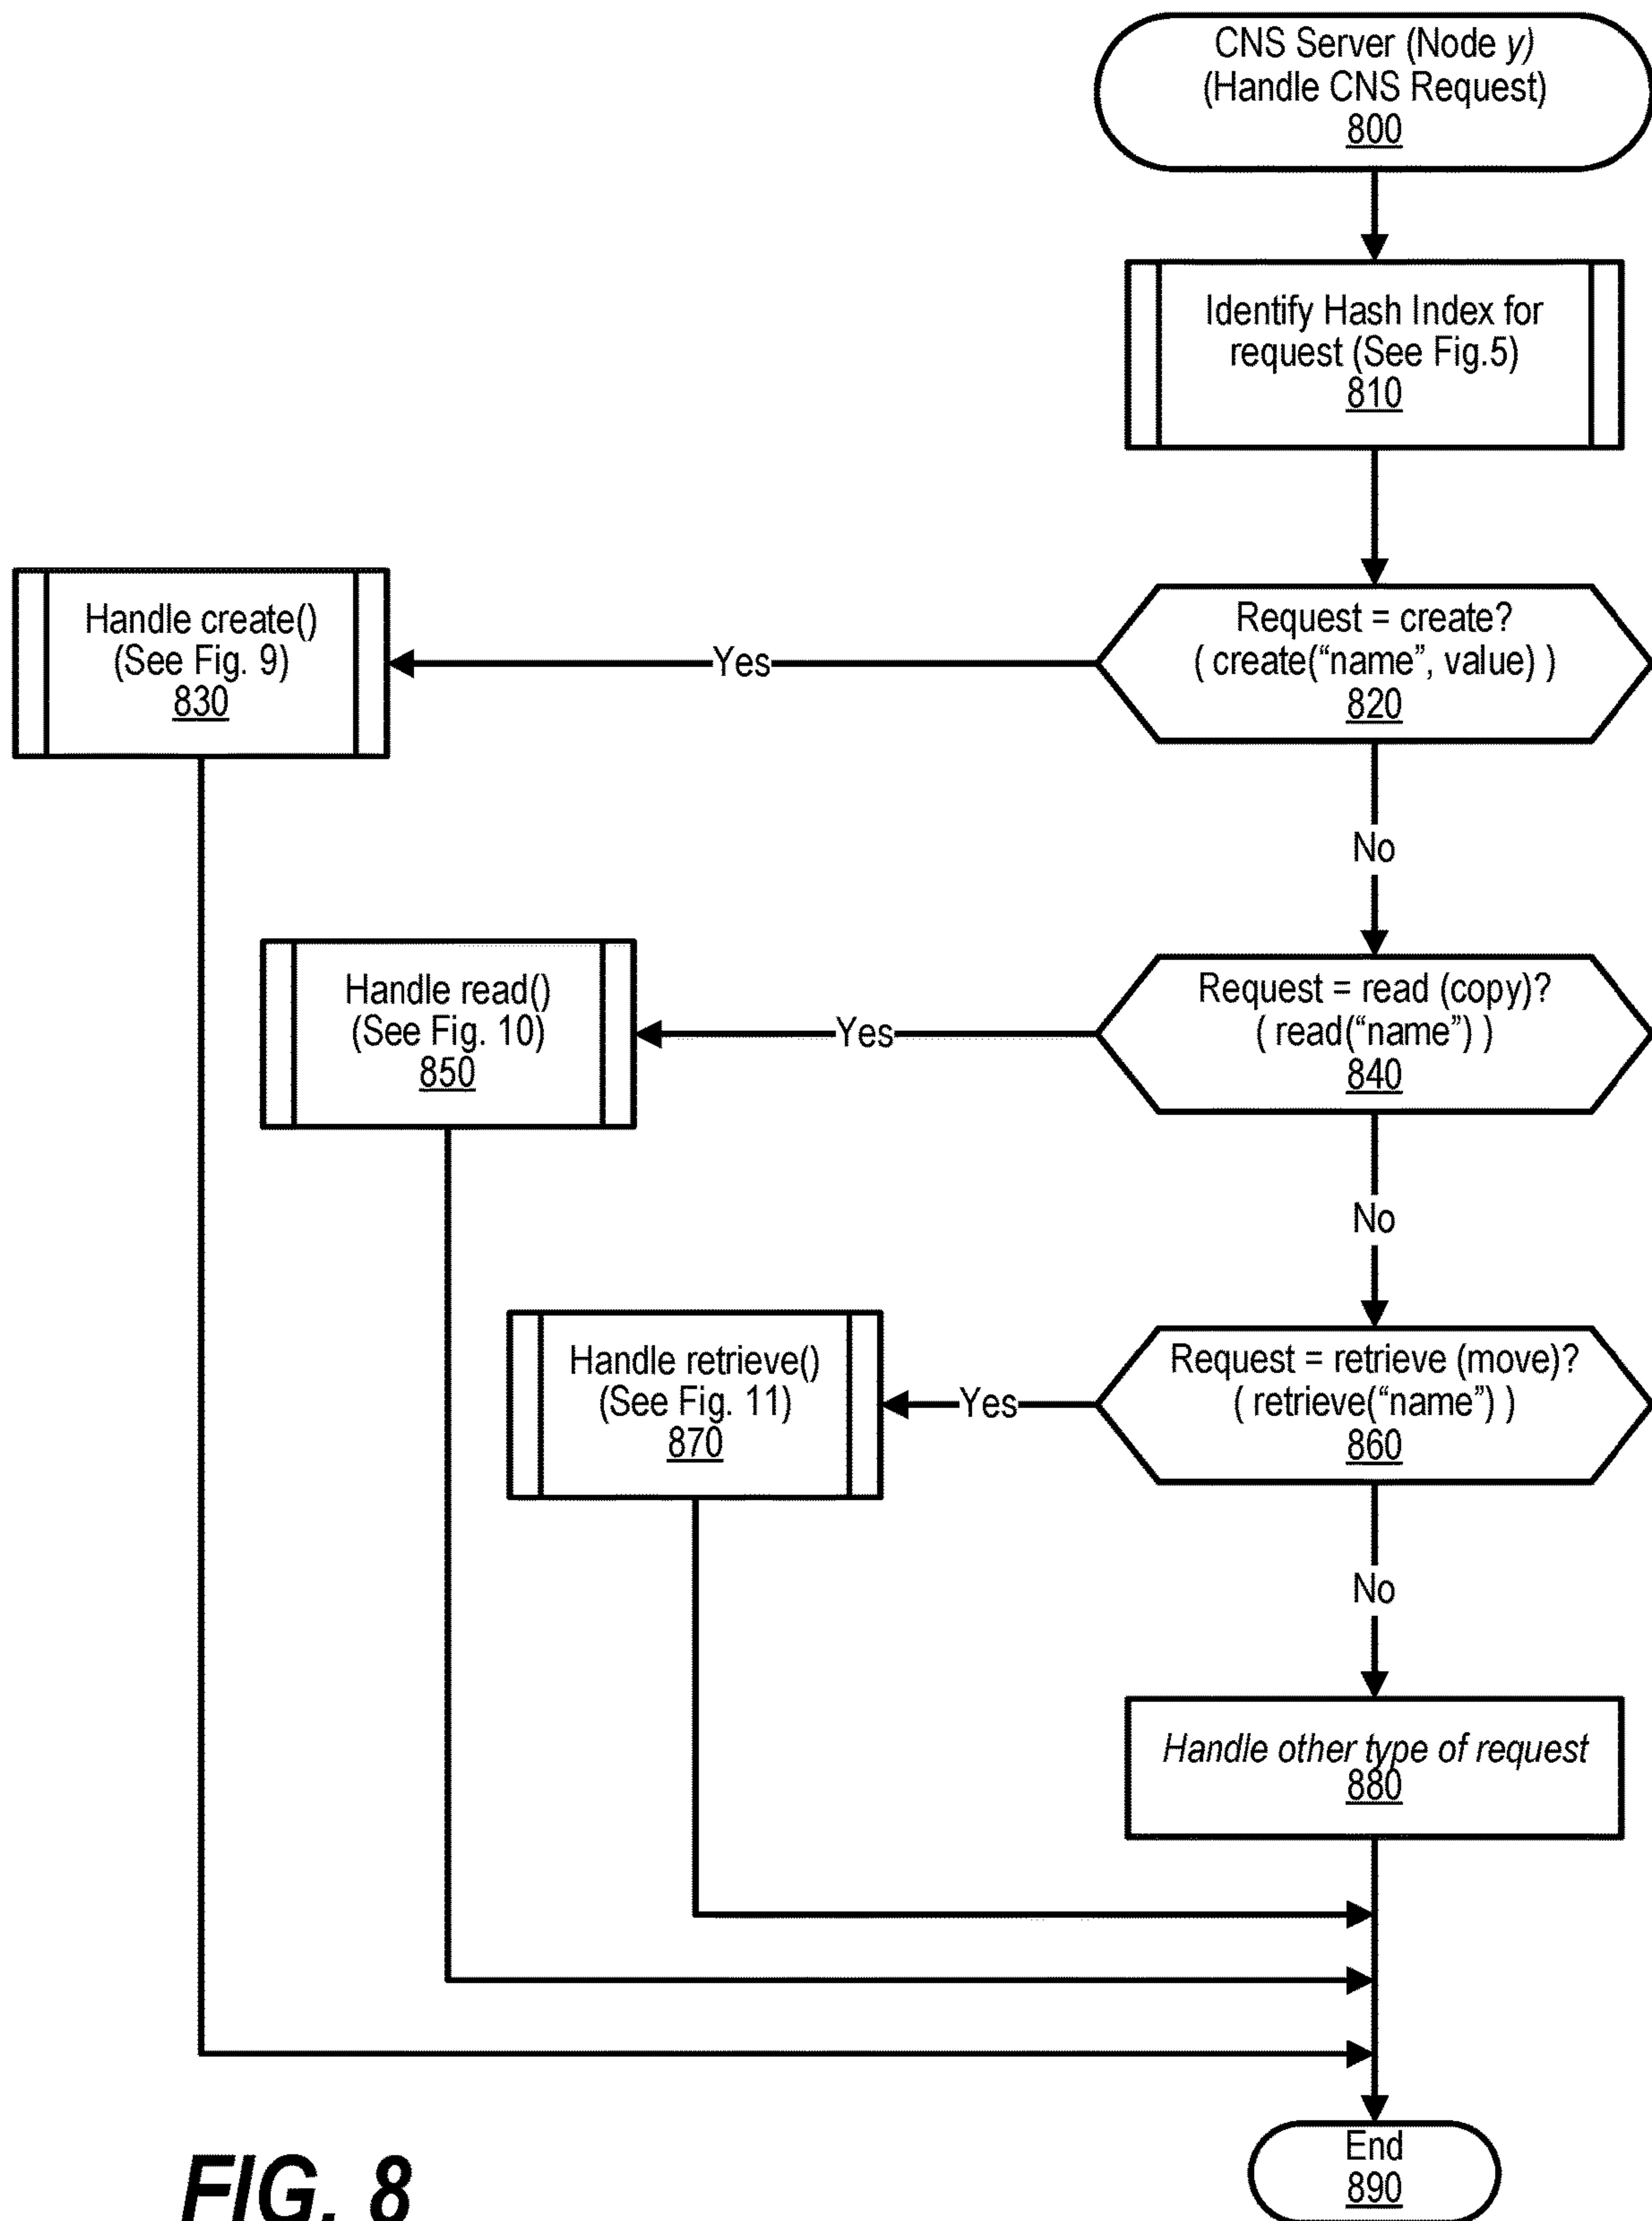 CNS Server (Node y)
(Handle CNS Request)
800
Identify Hash Index for
request (See Fig.5)
810
Request = create?
( create(“name”, value) )
820
Yes
Handle create()
(See Fig. 9)
830
No
Request = read (copy)?
( read(“name”) )
840
Yes
Handle read()
(See Fig. 10)
850
No
Request = retrieve (move)?
( retrieve(“name”) )
860
Yes
Handle retrieve()
(See Fig. 11)
870
No
Handle other type of request
880
End
890
FIG. 8